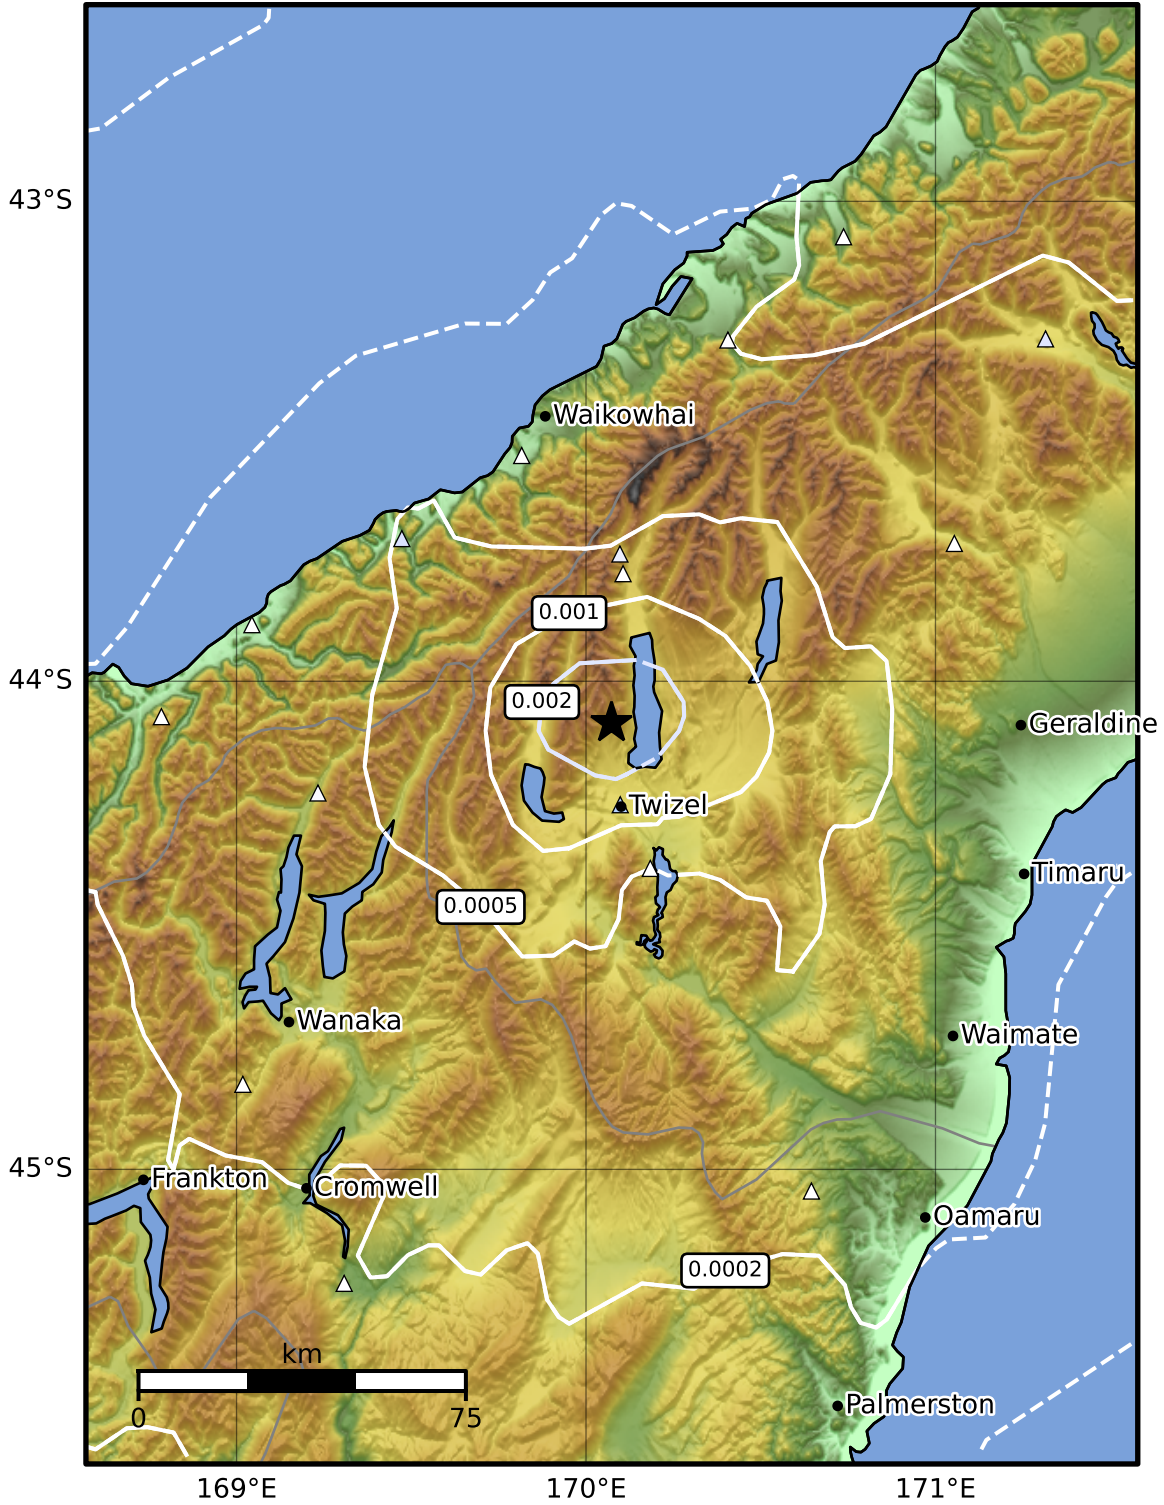 43°S
Waikowhai
0.001
44°S
0.002
Geraldine
Twizel
Timaru
0.0005
Wanaka
Waimate
45°S
Frankton
Cromwell
Oamaru
0.0002
km
0 75
Palmerston
169°E 170°E 171°E